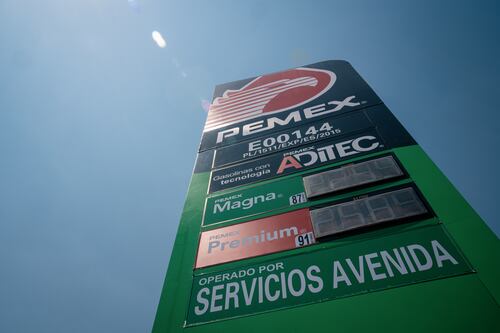 PEMEX®
E00144
PL/1511/EXP/ES/2015
Gasolinas con
tecnología
PEMEX
ADITEC
PEMEX
Magna® 87
PEMEX
Premium® 91
OPERADO POR
SERVICIOS AVENIDA